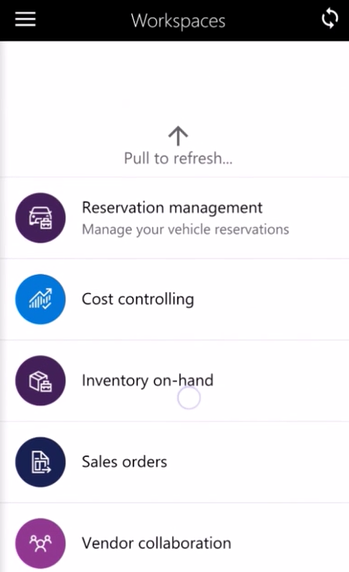 Workspaces
Pull to refresh...
Reservation management
Manage your vehicle reservations
Cost controlling
Inventory on-hand
Sales orders
Vendor collaboration